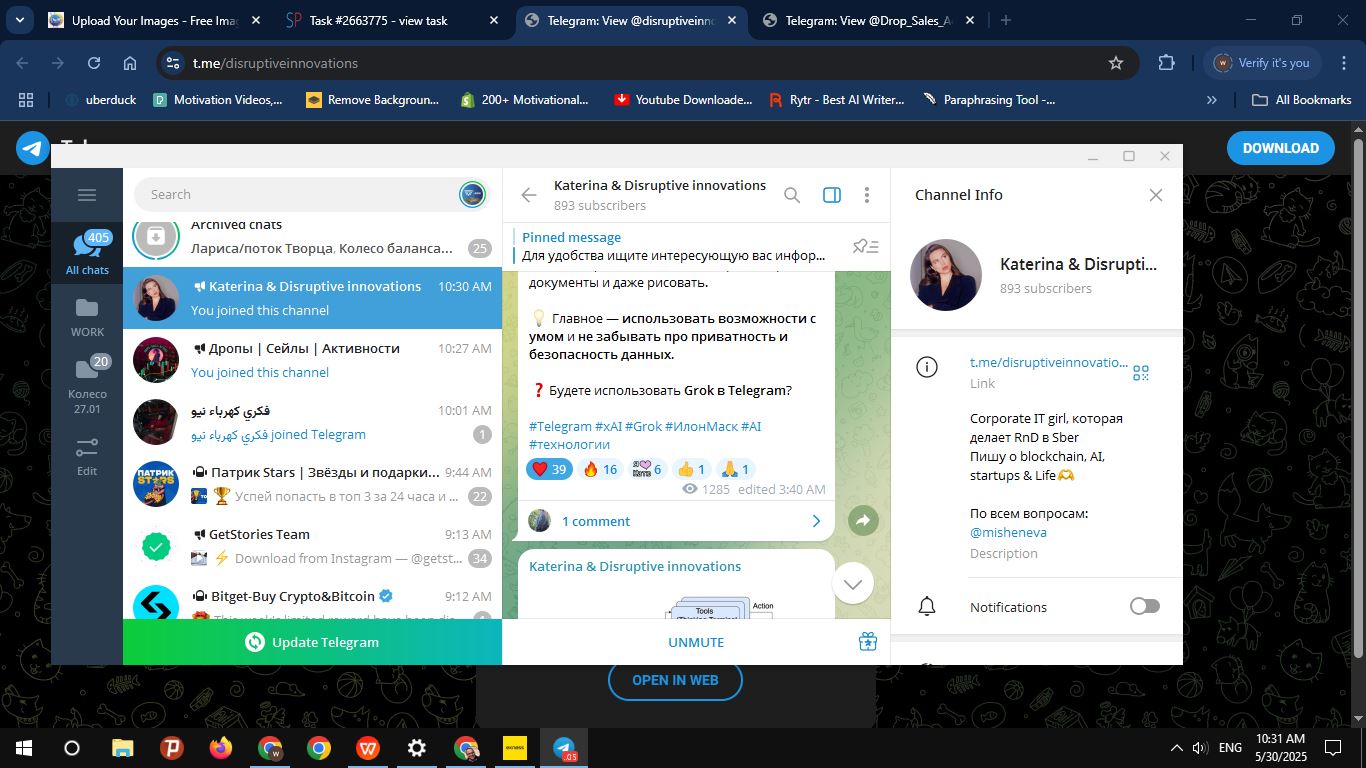 Upload Your Images - Free Imag
Task #2663775 - view task
Telegram: View @disruptiveinno
Telegram: View @Drop_Sales_A
t.me/disruptiveinnovations
Verify it's you
uberduck
Motivation Videos,...
Remove Backgroun...
200+ Motivational...
Youtube Downloade...
Rytr - Best AI Writer...
Paraphrasing Tool -...
All Bookmarks
DOWNLOAD
Search
405
All chats
WORK
20
Колесо
27.01
Edit
Archived chats
Лариса/поток Творца, Колесо баланса...
25
Katerina & Disruptive innovations
10:30 AM
You joined this channel
Дропы | Сейлы | Активности
10:27 AM
You joined this channel
فكري كهرباء نيو
10:01 AM
فكري كهرباء نيو joined Telegram
1
Патрик Stars | Звёзды и подарки...
9:44 AM
🏆 Успей попасть в топ 3 за 24 часа и ...
22
GetStories Team
9:13 AM
⚡ Download from Instagram — @getst...
34
Bitget-Buy Crypto&Bitcoin
9:12 AM
Update Telegram
Katerina & Disruptive innovations
893 subscribers
Pinned message
Для удобства ищите интересующую вас инфор...
документы и даже рисовать.
💡 Главное — использовать возможности с
умом и не забывать про приватность и
безопасность данных.
❓ Будете использовать Grok в Telegram?
#Telegram #xAI #Grok #ИлонМаск #AI
#технологии
❤️ 39
🔥 16
6
👍 1
🙏 1
1285
edited 3:40 AM
1 comment
Katerina & Disruptive innovations
Tools
Action
UNMUTE
Channel Info
Katerina & Disrupti...
893 subscribers
t.me/disruptiveinnovatio...
Link
Corporate IT girl, которая
делает RnD в Sber
Пишу о blockchain, AI,
startups & Life🫶
По всем вопросам:
@misheneva
Description
Notifications
OPEN IN WEB
exness
.05
ENG
10:31 AM
5/30/2025